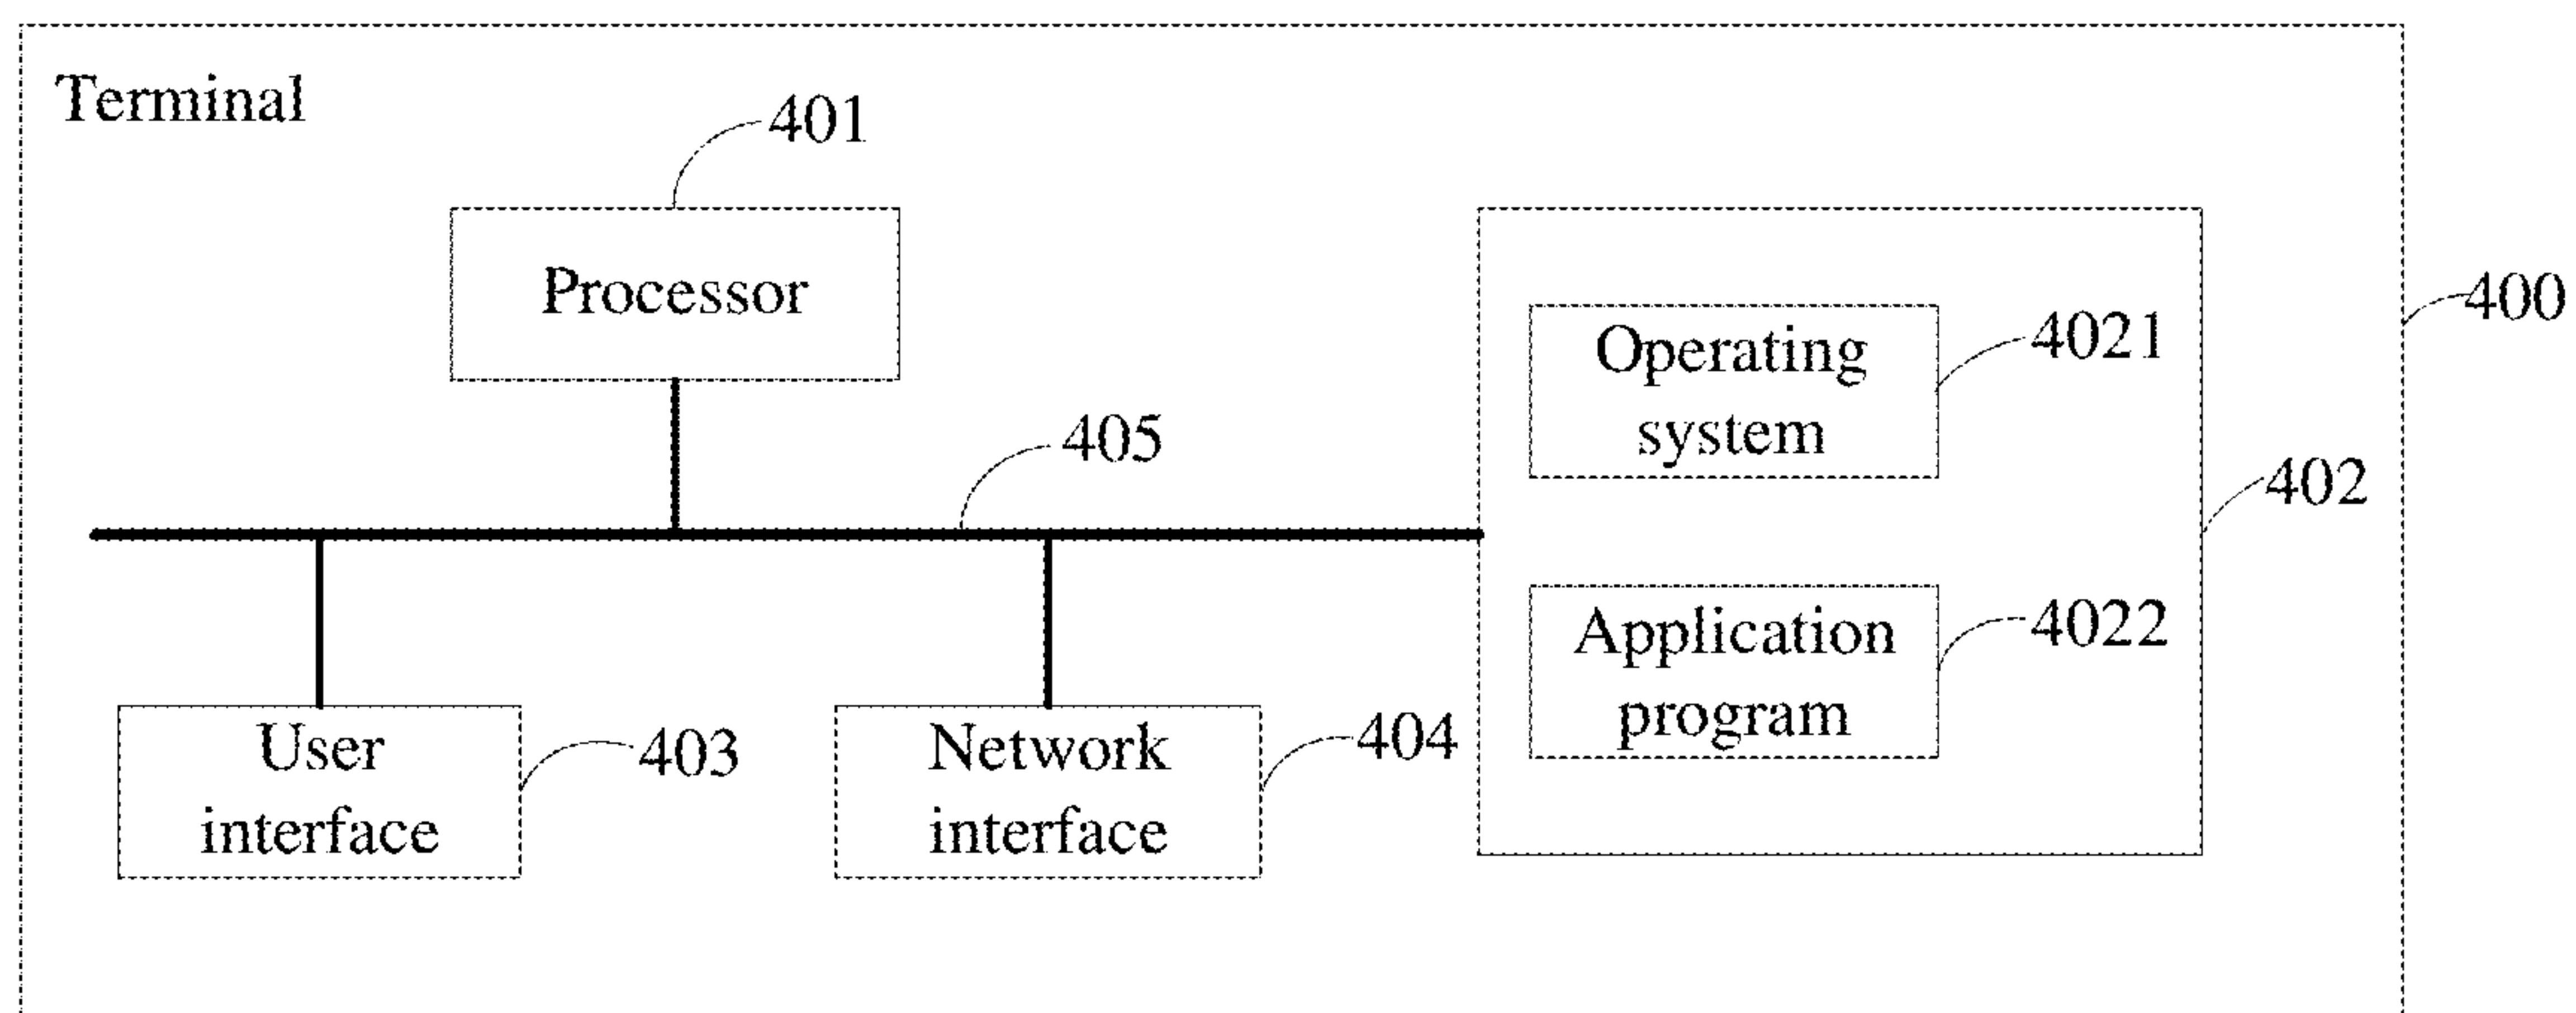 Terminal
401
Processor
400
Operating
system
4021
405
402
Application
program
4022
User
interface
403
Network
interface
404